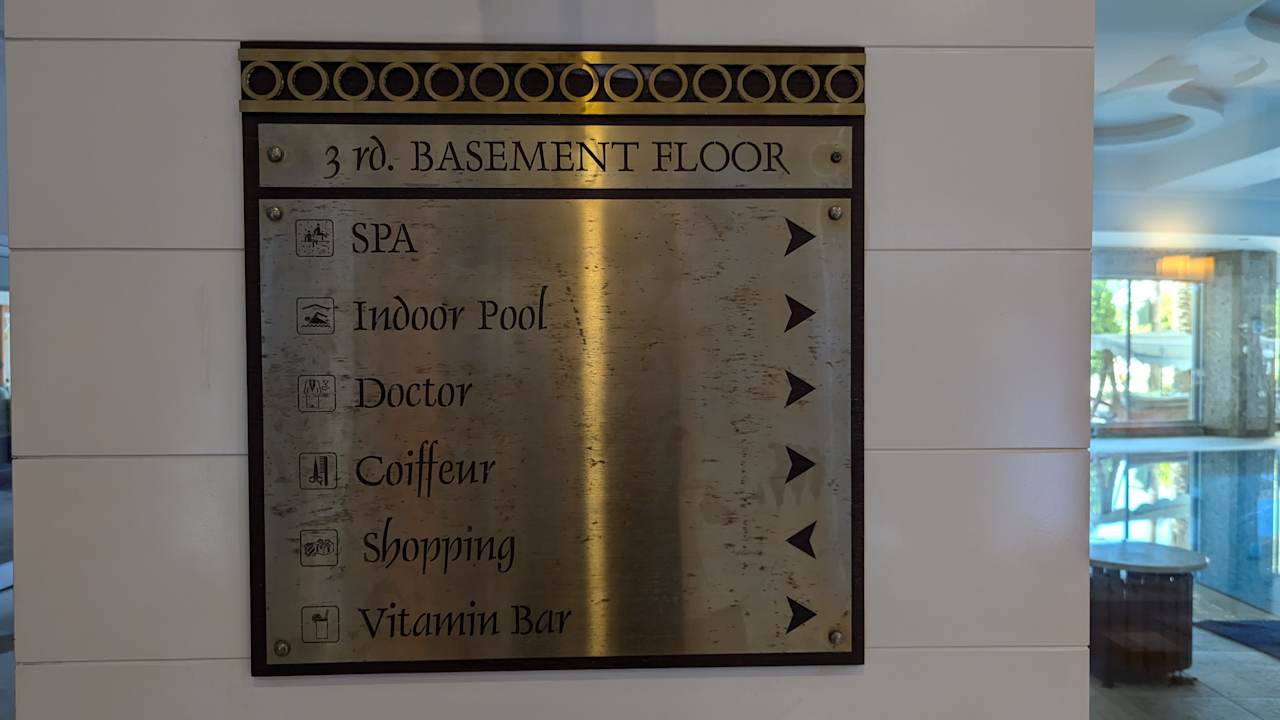 3 rd. BASEMENT FLOOR
SPA
Indoor Pool
Doctor
Coiffeur
Shopping
Vitamin Bar